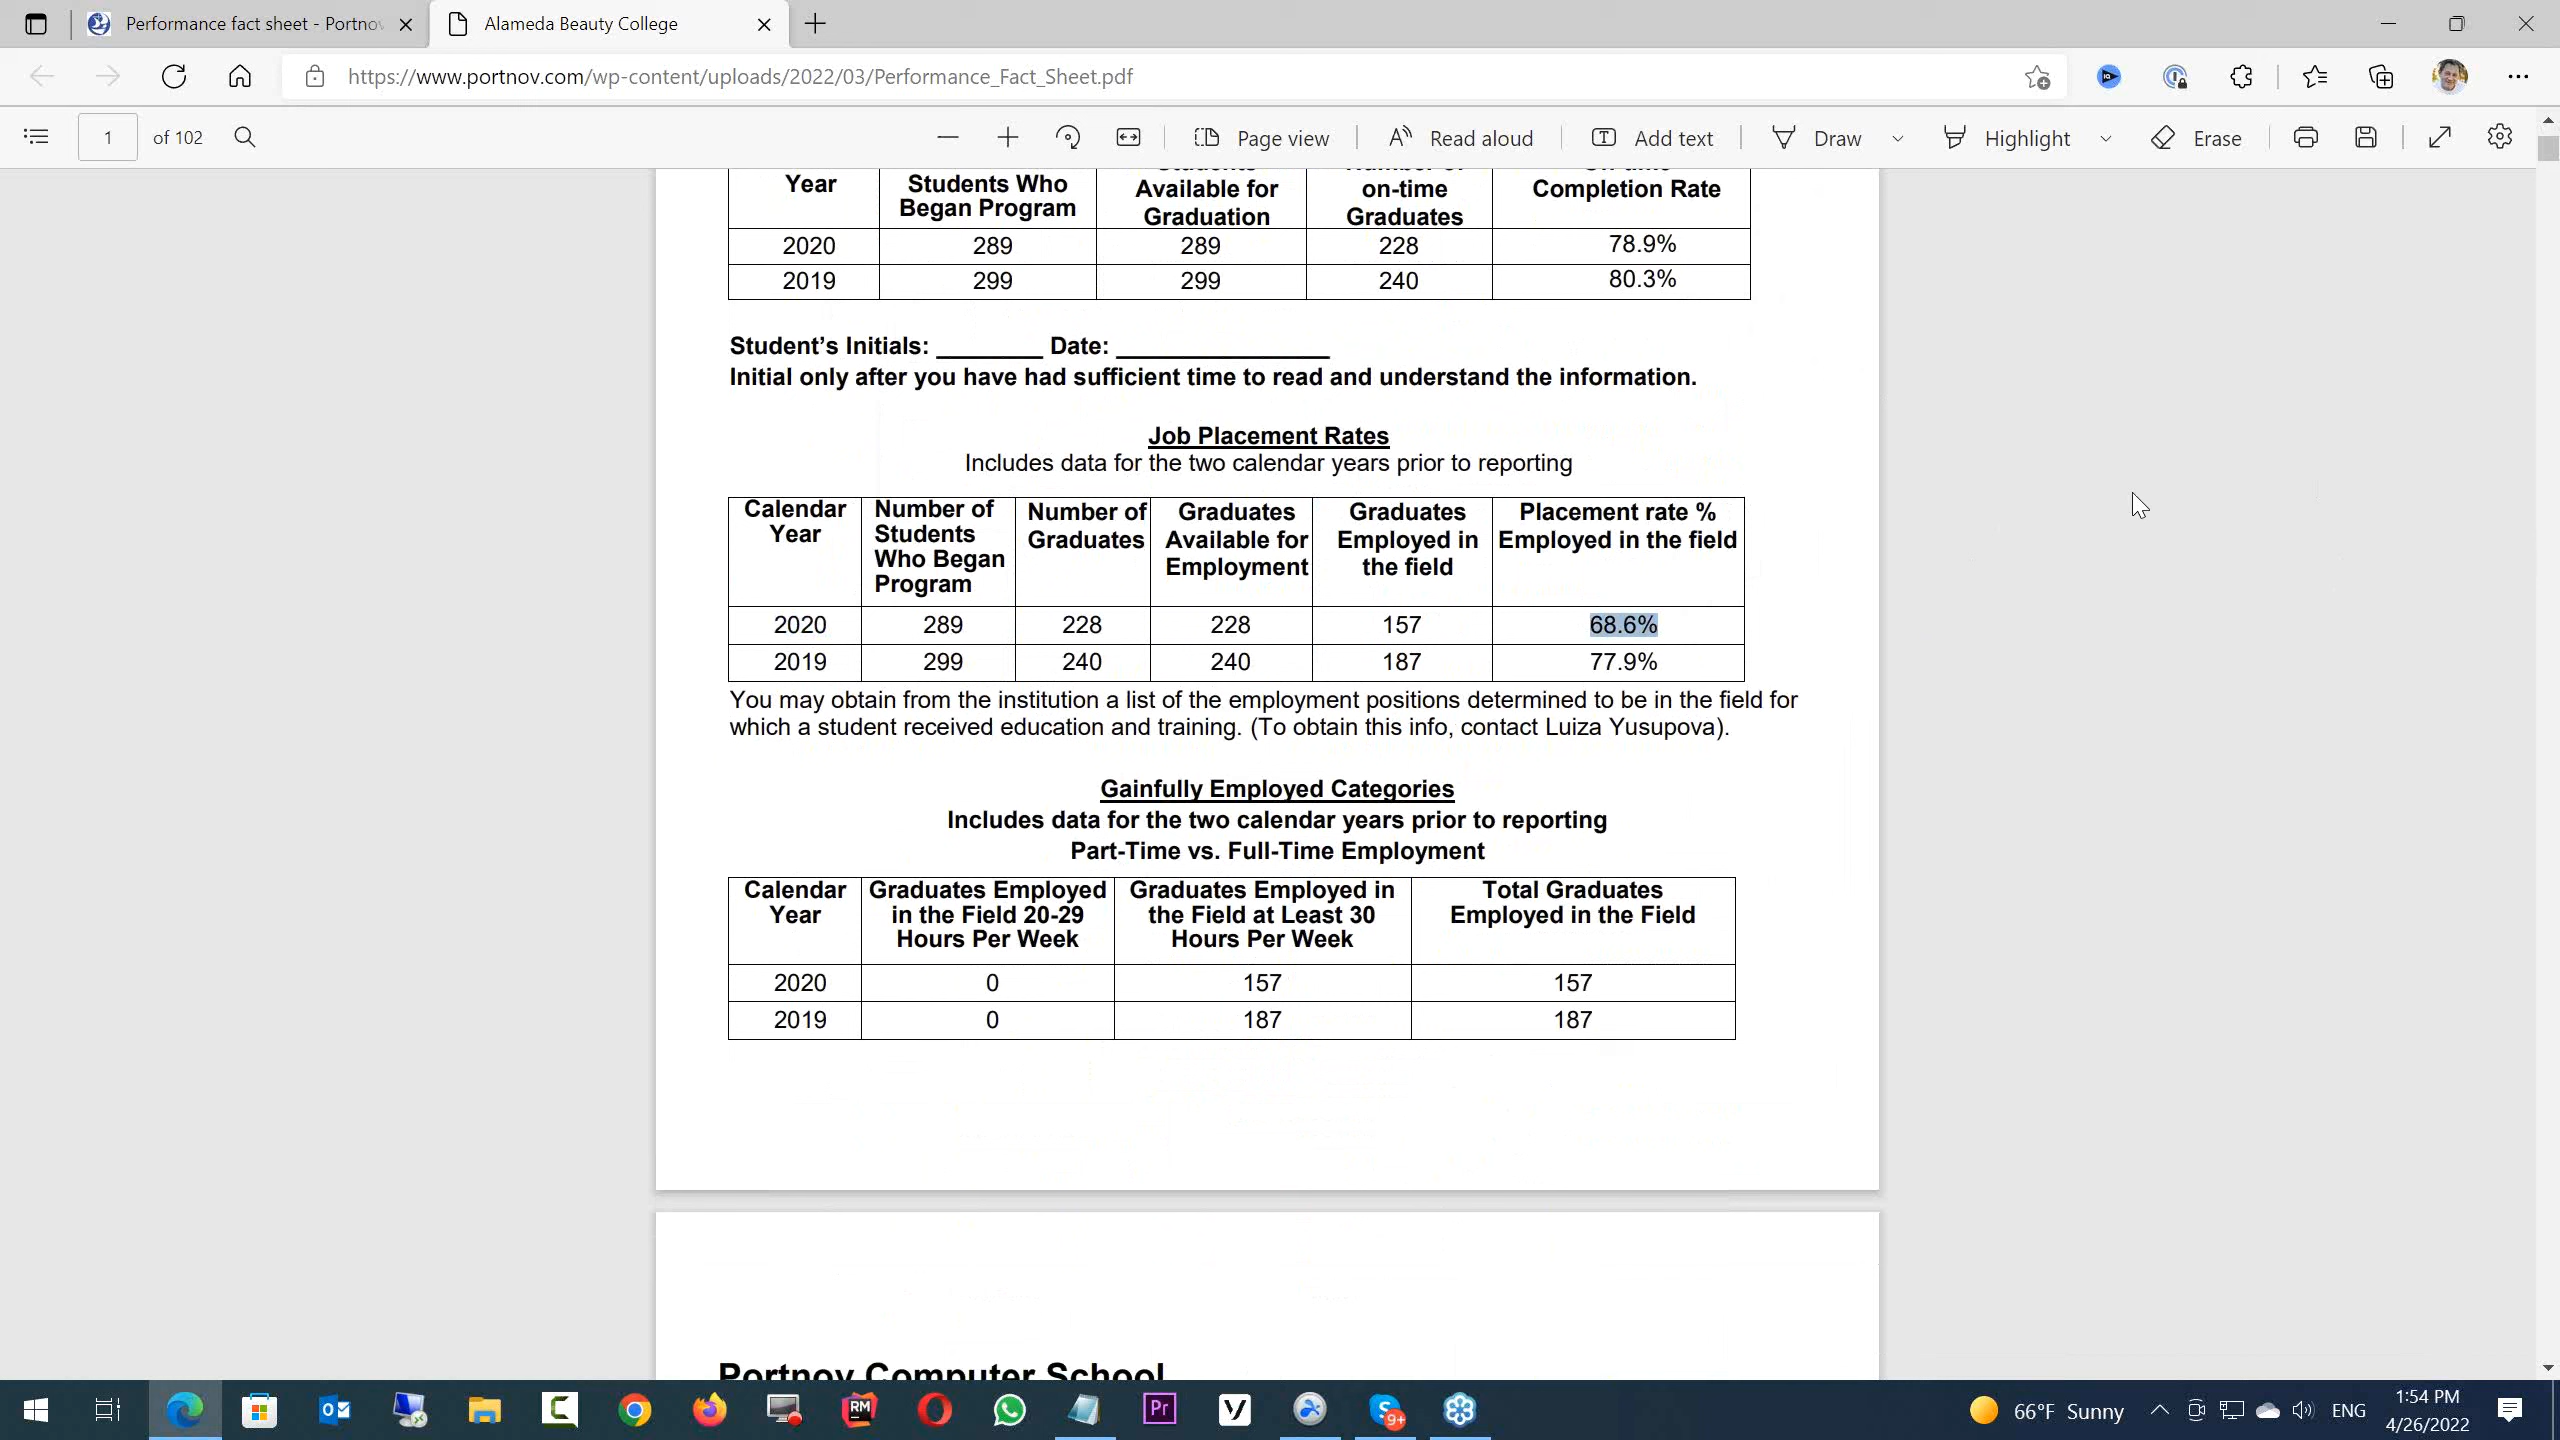 Performance fact sheet - Portnov
Alameda Beauty College
https://www.portnov.com/wp-content/uploads/2022/03/Performance_Fact_Sheet.pdf
1 of 102
Page view
Read aloud
Add text
Draw
Highlight
Erase
Year Students Who Began Program Available for Graduation on-time Graduates Completion Rate
2020 289 289 228 78.9%
2019 299 299 240 80.3%
Student’s Initials: ________ Date: ________________
Initial only after you have had sufficient time to read and understand the information.
Job Placement Rates
Includes data for the two calendar years prior to reporting
Calendar Year Number of Students Who Began Program Number of Graduates Graduates Available for Employment Graduates Employed in the field Placement rate % Employed in the field
2020 289 228 228 157 68.6%
2019 299 240 240 187 77.9%
You may obtain from the institution a list of the employment positions determined to be in the field for
which a student received education and training. (To obtain this info, contact Luiza Yusupova).
Gainfully Employed Categories
Includes data for the two calendar years prior to reporting
Part-Time vs. Full-Time Employment
Calendar Year Graduates Employed in the Field 20-29 Hours Per Week Graduates Employed in the Field at Least 30 Hours Per Week Total Graduates Employed in the Field
2020 0 157 157
2019 0 187 187
Portnov Computer School
RM
Pr
9+
66°F Sunny
ENG
1:54 PM
4/26/2022